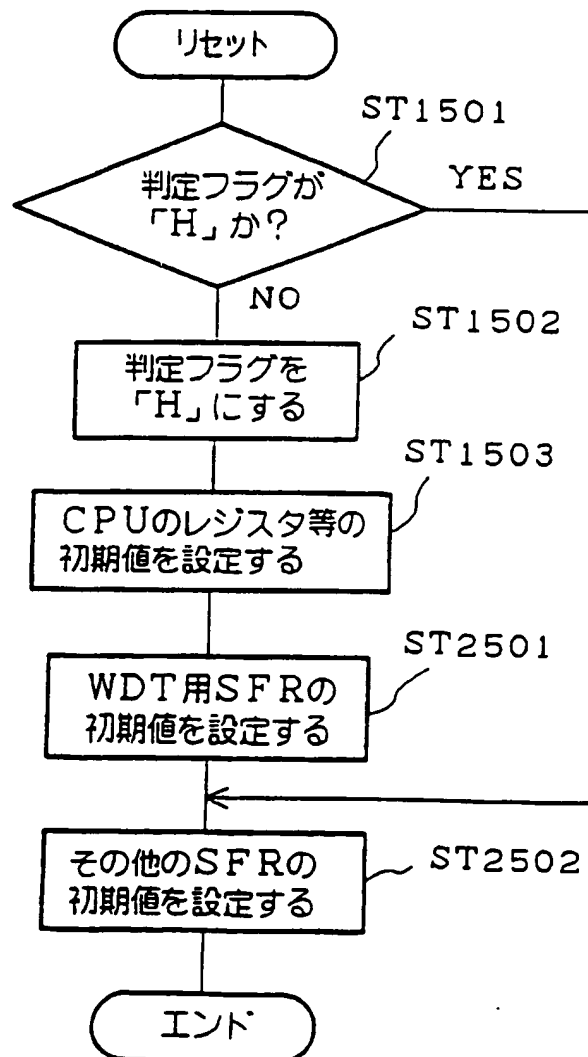 リセット
ST1501
判定フラグが
「H」か?
YES
NO
ST1502
判定フラグを
「H」にする
ST1503
CPUのレジスタ等の
初期値を設定する
ST2501
WDT用SFRの
初期値を設定する
ST2502
その他のSFRの
初期値を設定する
エンド